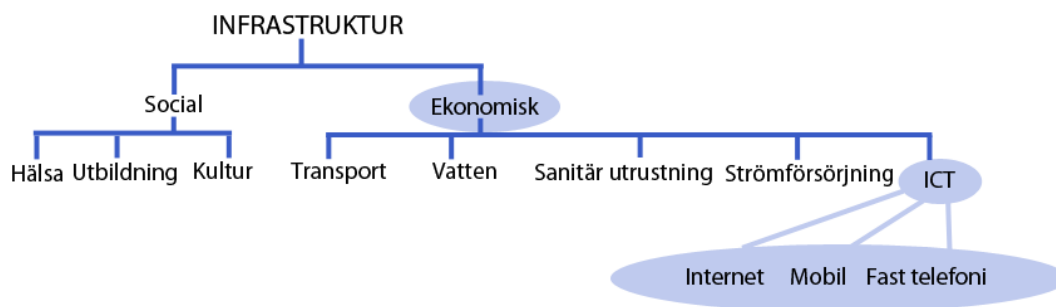 INFRASTRUKTUR
Social
Ekonomisk
Hälsa Utbildning Kultur Transport Vatten Sanitär utrustning Strömförsörjning ICT
Internet Mobil Fast telefoni